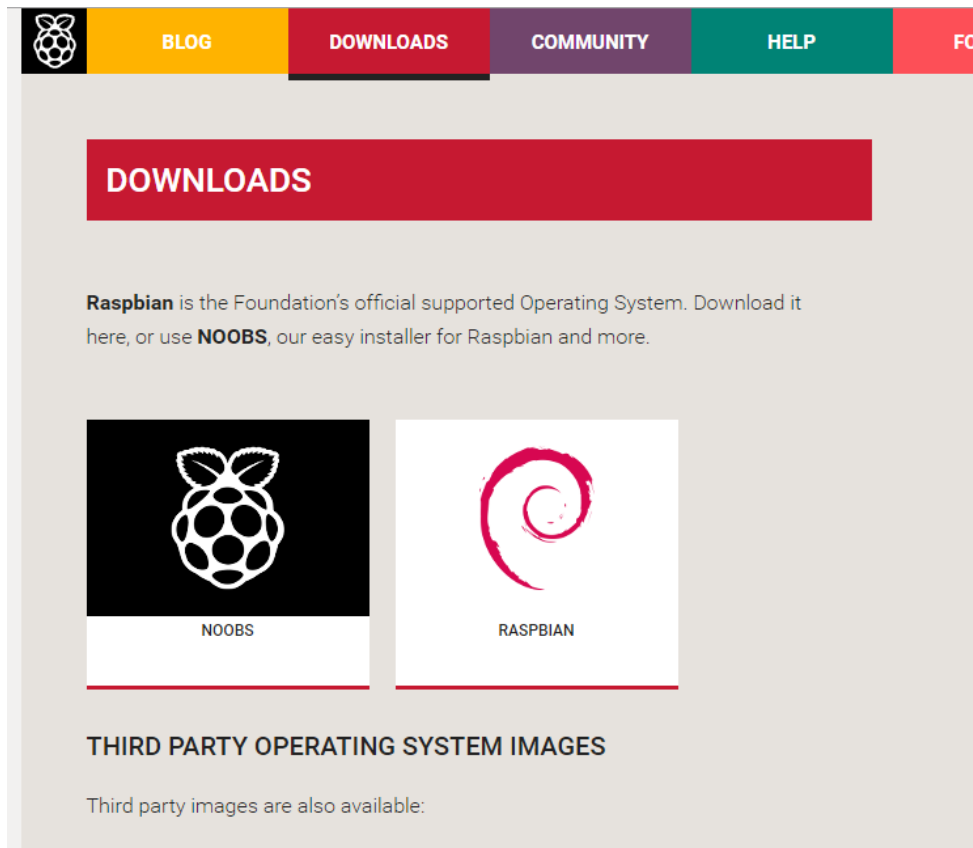 BLOG DOWNLOADS COMMUNITY HELP FO
DOWNLOADS
Raspbian is the Foundation’s official supported Operating System. Download it
here, or use NOOBS, our easy installer for Raspbian and more.
NOOBS RASPBIAN
THIRD PARTY OPERATING SYSTEM IMAGES
Third party images are also available: